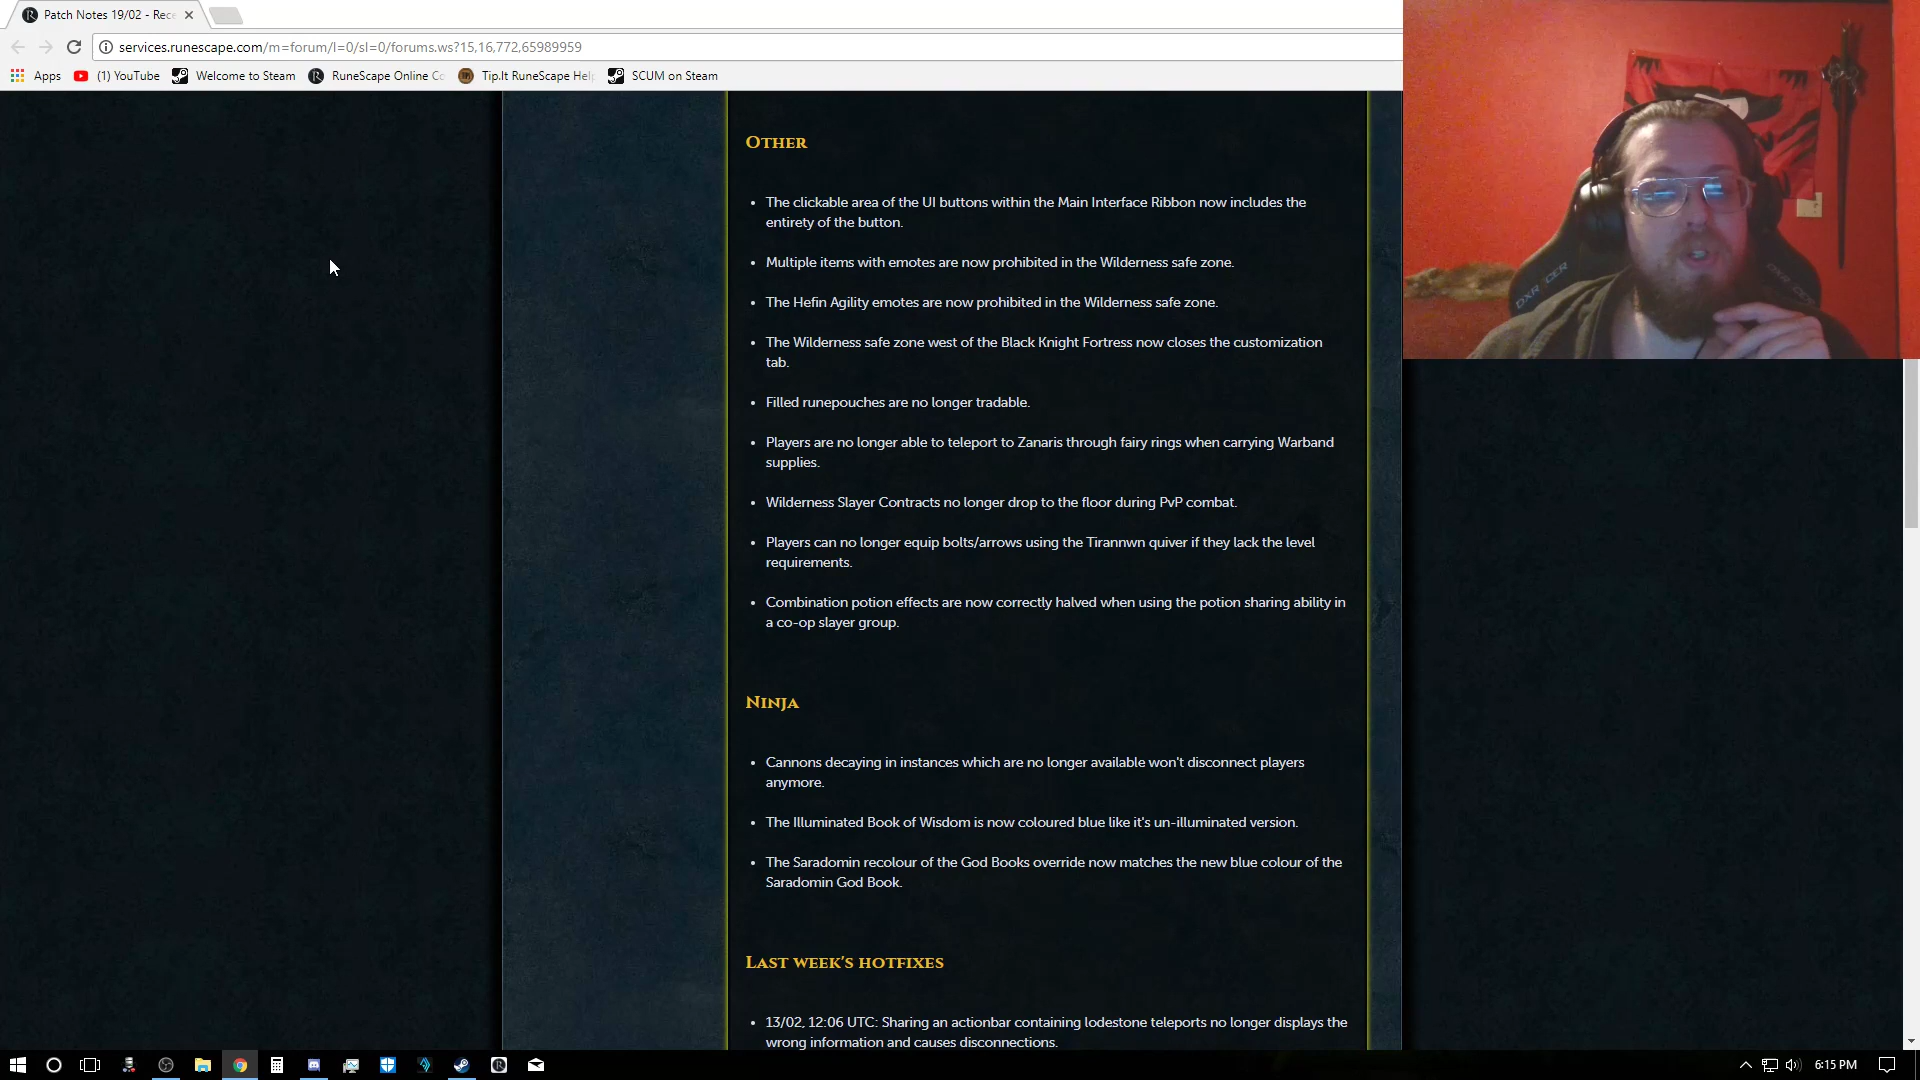 Patch Notes 19/02 - Rece
services.runescape.com/m=forum/l=0/sl=0/forums.ws?15,16,772,65989959
Apps
(1) YouTube
Welcome to Steam
RuneScape Online Co
Tip.It RuneScape Help
SCUM on Steam
Other
The clickable area of the UI buttons within the Main Interface Ribbon now includes the
entirety of the button.
Multiple items with emotes are now prohibited in the Wilderness safe zone.
The Hefin Agility emotes are now prohibited in the Wilderness safe zone.
The Wilderness safe zone west of the Black Knight Fortress now closes the customization
tab.
Filled runepouches are no longer tradable.
Players are no longer able to teleport to Zanaris through fairy rings when carrying Warband
supplies.
Wilderness Slayer Contracts no longer drop to the floor during PvP combat.
Players can no longer equip bolts/arrows using the Tirannwn quiver if they lack the level
requirements.
Combination potion effects are now correctly halved when using the potion sharing ability in
a co-op slayer group.
Ninja
Cannons decaying in instances which are no longer available won't disconnect players
anymore.
The Illuminated Book of Wisdom is now coloured blue like it's un-illuminated version.
The Saradomin recolour of the God Books override now matches the new blue colour of the
Saradomin God Book.
Last week's hotfixes
13/02, 12:06 UTC: Sharing an actionbar containing lodestone teleports no longer displays the
wrong information and causes disconnections.
6:15 PM